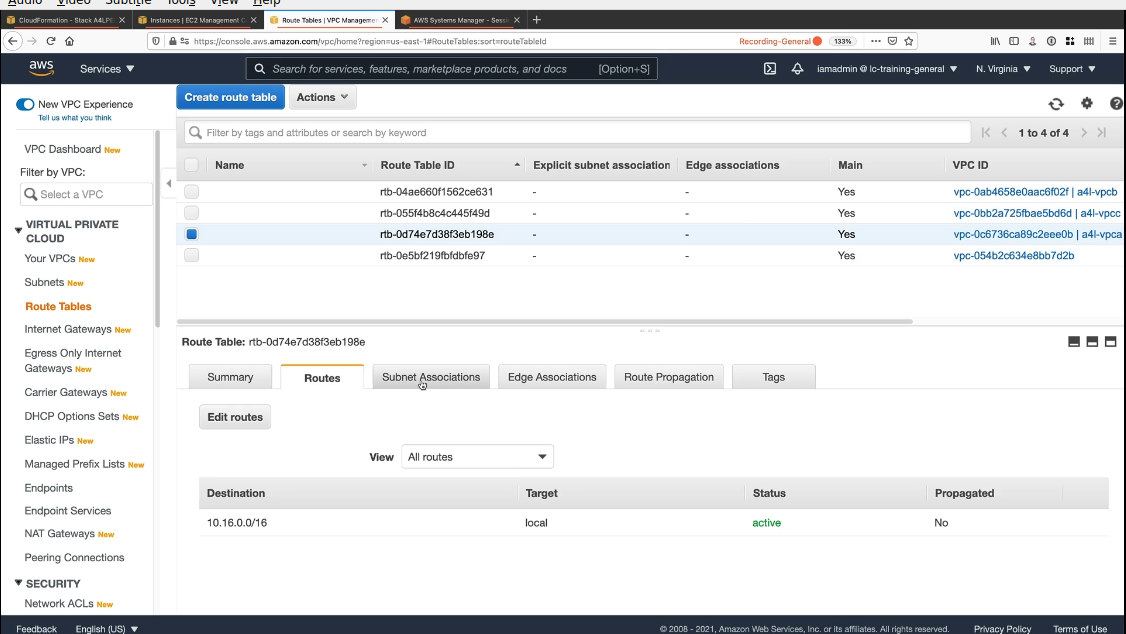 Audio Video Subtitle Tools View Help
CloudFormation - Stack A4LPE × Instances | EC2 Management C × Route Tables | VPC Managemen × AWS Systems Manager - Sessi × +
https://console.aws.amazon.com/vpc/home?region=us-east-1#RouteTables:sort=routeTableId Recording-General 133%
aws Services Search for services, features, marketplace products, and docs [Option+S] iamadmin @ lc-training-general N. Virginia Support
New VPC Experience
Tell us what you think
VPC Dashboard New
Filter by VPC:
Select a VPC
VIRTUAL PRIVATE
CLOUD
Your VPCs New
Subnets New
Route Tables
Internet Gateways New
Egress Only Internet
Gateways New
Carrier Gateways New
DHCP Option Sets New
Elastic IPs New
Managed Prefix Lists New
Endpoints
Endpoint Services
NAT Gateways New
Peering Connections
SECURITY
Network ACLs New
Create route table Actions
Filter by tags and attributes or search by keyword 1 to 4 of 4
Name Route Table ID Explicit subnet association Edge associations Main VPC ID
rtb-04ae660f1562ce631 - - Yes vpc-0ab4658e0aac6f02f | a4l-vpcb
rtb-055f4b8c4c445f49d - - Yes vpc-0bb2a725fbae5bd6d | a4l-vpcc
rtb-0d74e7d38f3eb198e - - Yes vpc-0c6736ca89c2eee0b | a4l-vpca
rtb-0e5bf219fbfdbfe97 - - Yes vpc-054b2c634e8bb7d2b
Route Table: rtb-0d74e7d38f3eb198e
Summary Routes Subnet Associations Edge Associations Route Propagation Tags
Edit routes
View All routes
Destination Target Status Propagated
10.16.0.0/16 local active No
Feedback English (US) © 2008 - 2021, Amazon Web Services, Inc. or its affiliates. All rights reserved. Privacy Policy Terms of Use